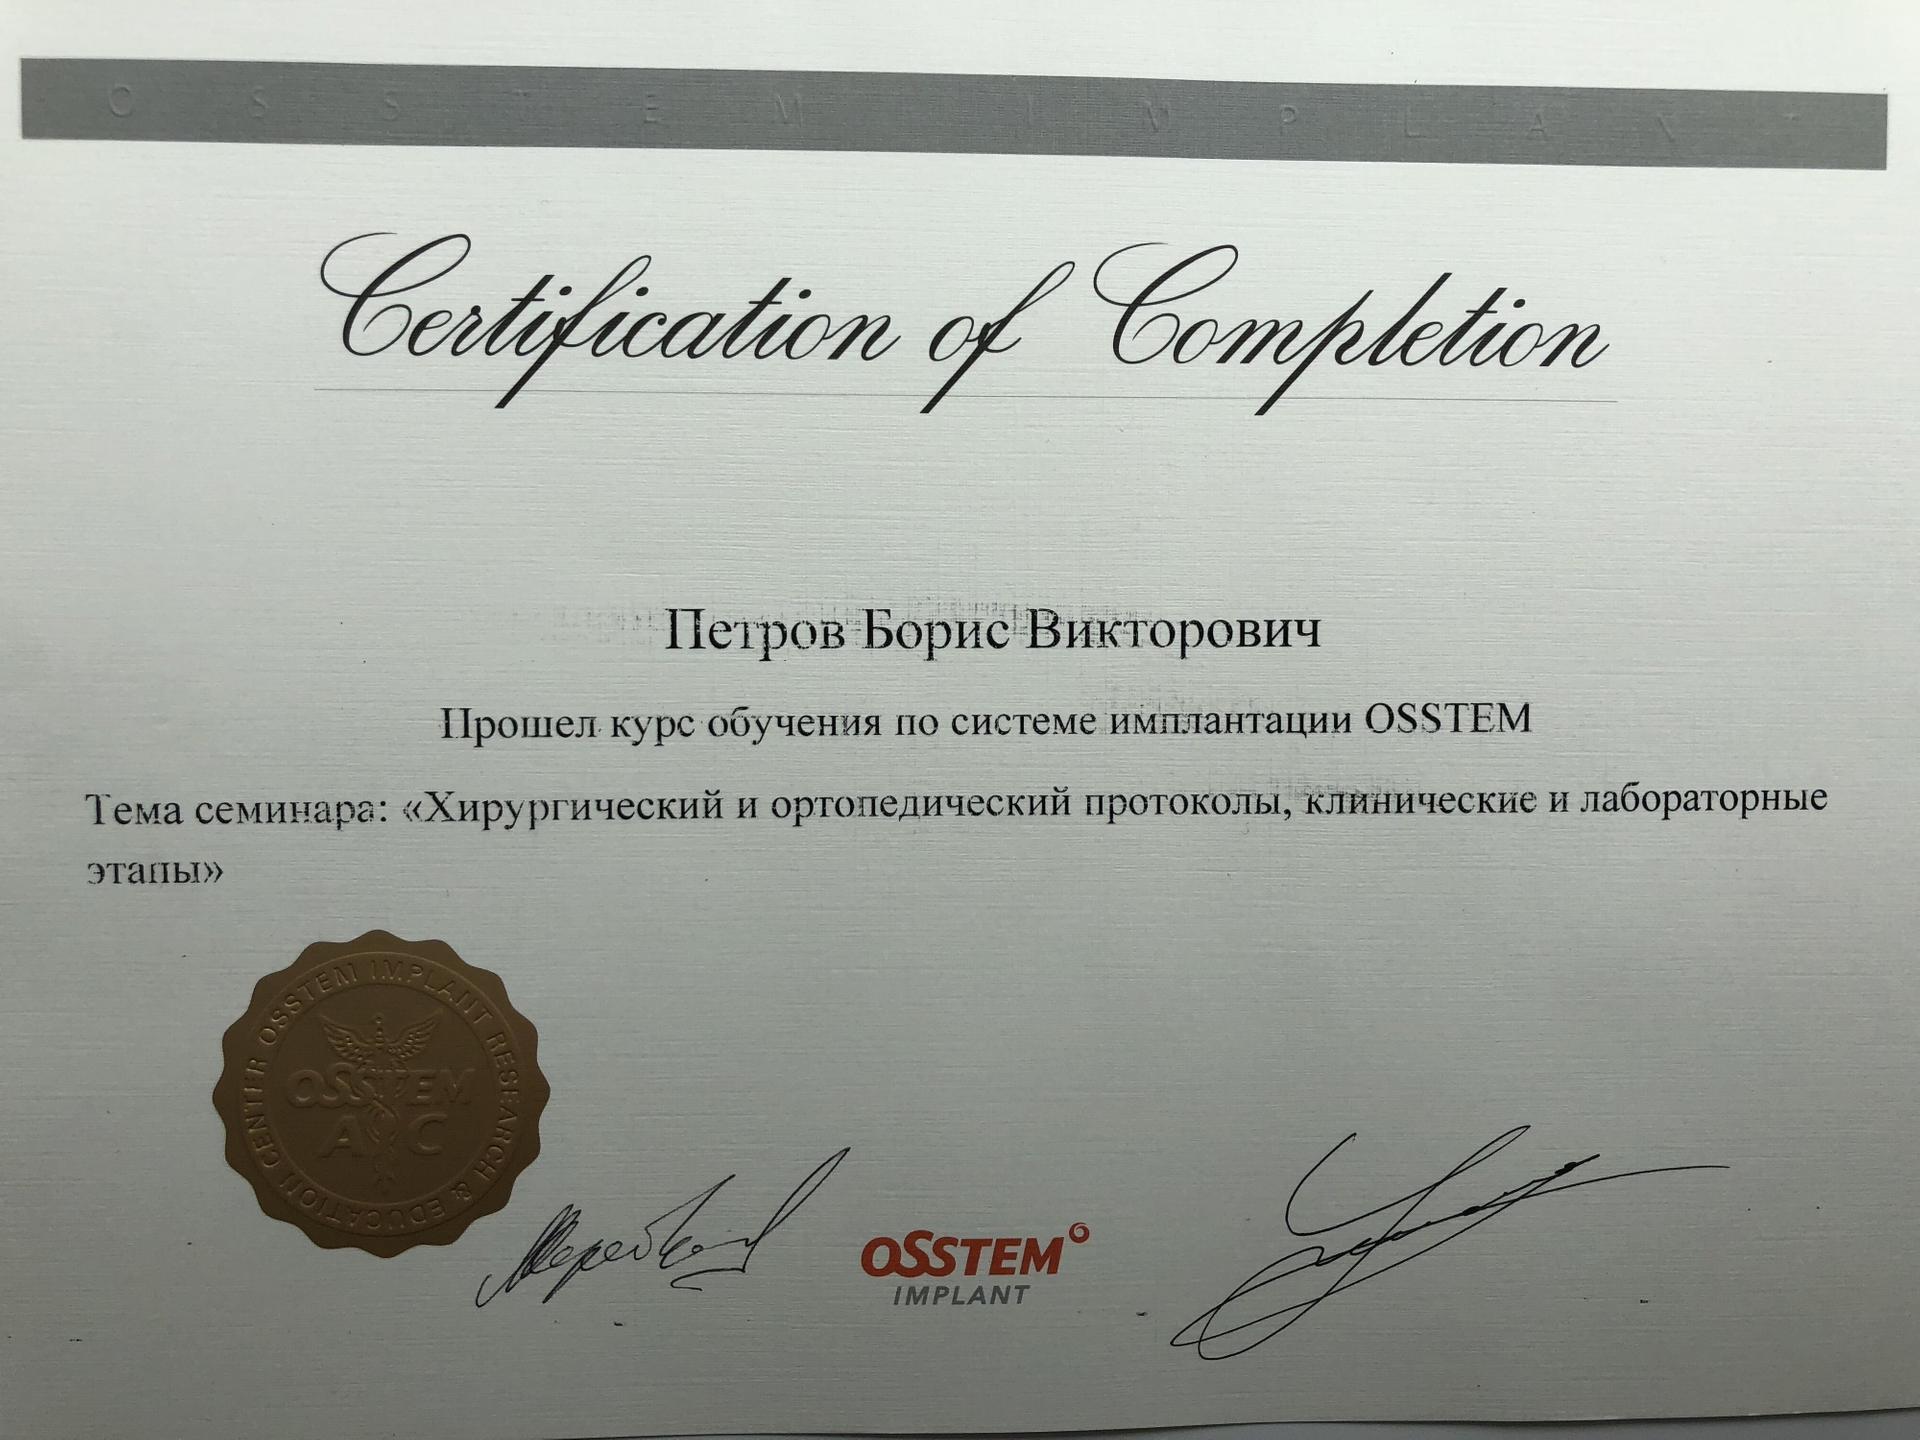 OSSTEM IMPLANT
Certification of Completion
Петров Борис Викторович
Прошел курс обучения по системе имплантации OSSTEM
Тема семинара: «Хирургический и ортопедический протоколы, клинические и лабораторные
этапы»
OSSTEM IMPLANT RESEARCH & EDUCATION CENTER
OSSTEM
AIC
OSSTEM
IMPLANT